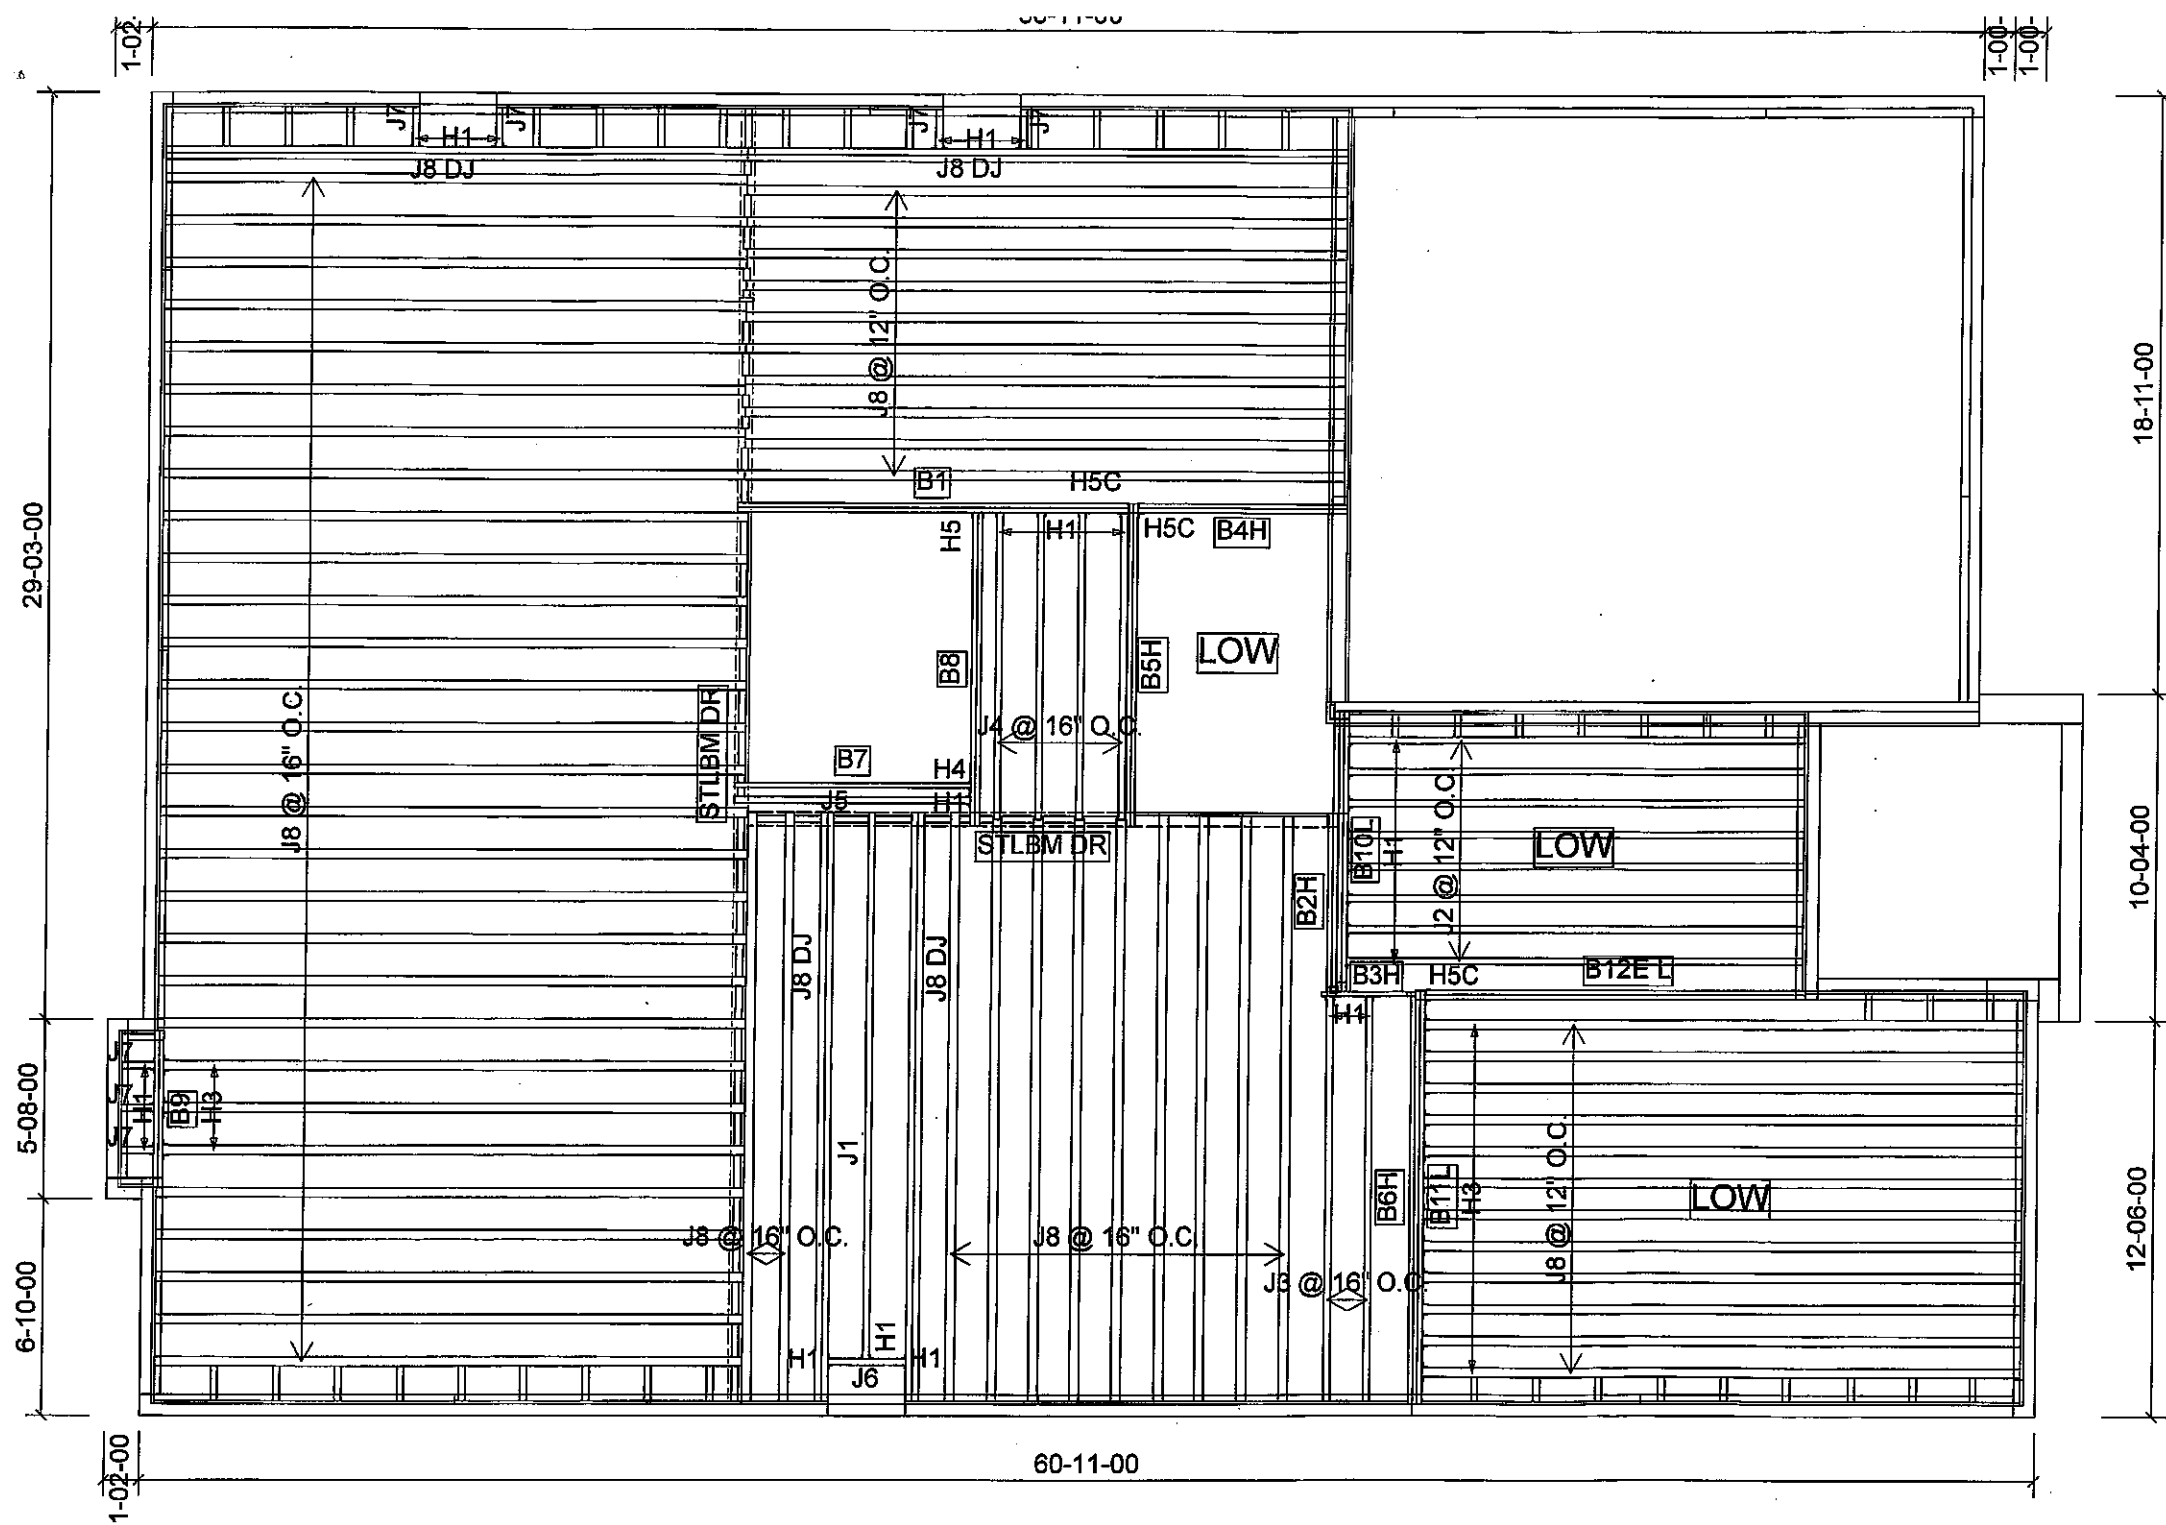 1-02-
1-00-
1-00-
J7
H1
J7
J7
H1
J7
J8 DJ
J8 DJ
18-11-00
29-03-00
J8 @ 12" O.C.
B1
H5C
H5
H1
H5C
B4H
B8
B5H
LOW
STLBM DR
J8 @ 16" O.C.
J4 @ 16" O.C.
B7
H4
J5
H1
STLBM DR
B10L
H1
J2 @ 12" O.C.
LOW
10-04-00
B2H
J8 DJ
J8 DJ
B3H
H5C
B12E L
H1
J7
J7
J7
H1
B9
H3
5-08-00
J1
B6H
B11L
H3
J8 @ 12" O.C.
LOW
12-06-00
J8 @ 16" O.C.
J8 @ 16" O.C.
J3 @ 16" O.C.
6-10-00
H1
H1
H1
J6
1-02-00
60-11-00